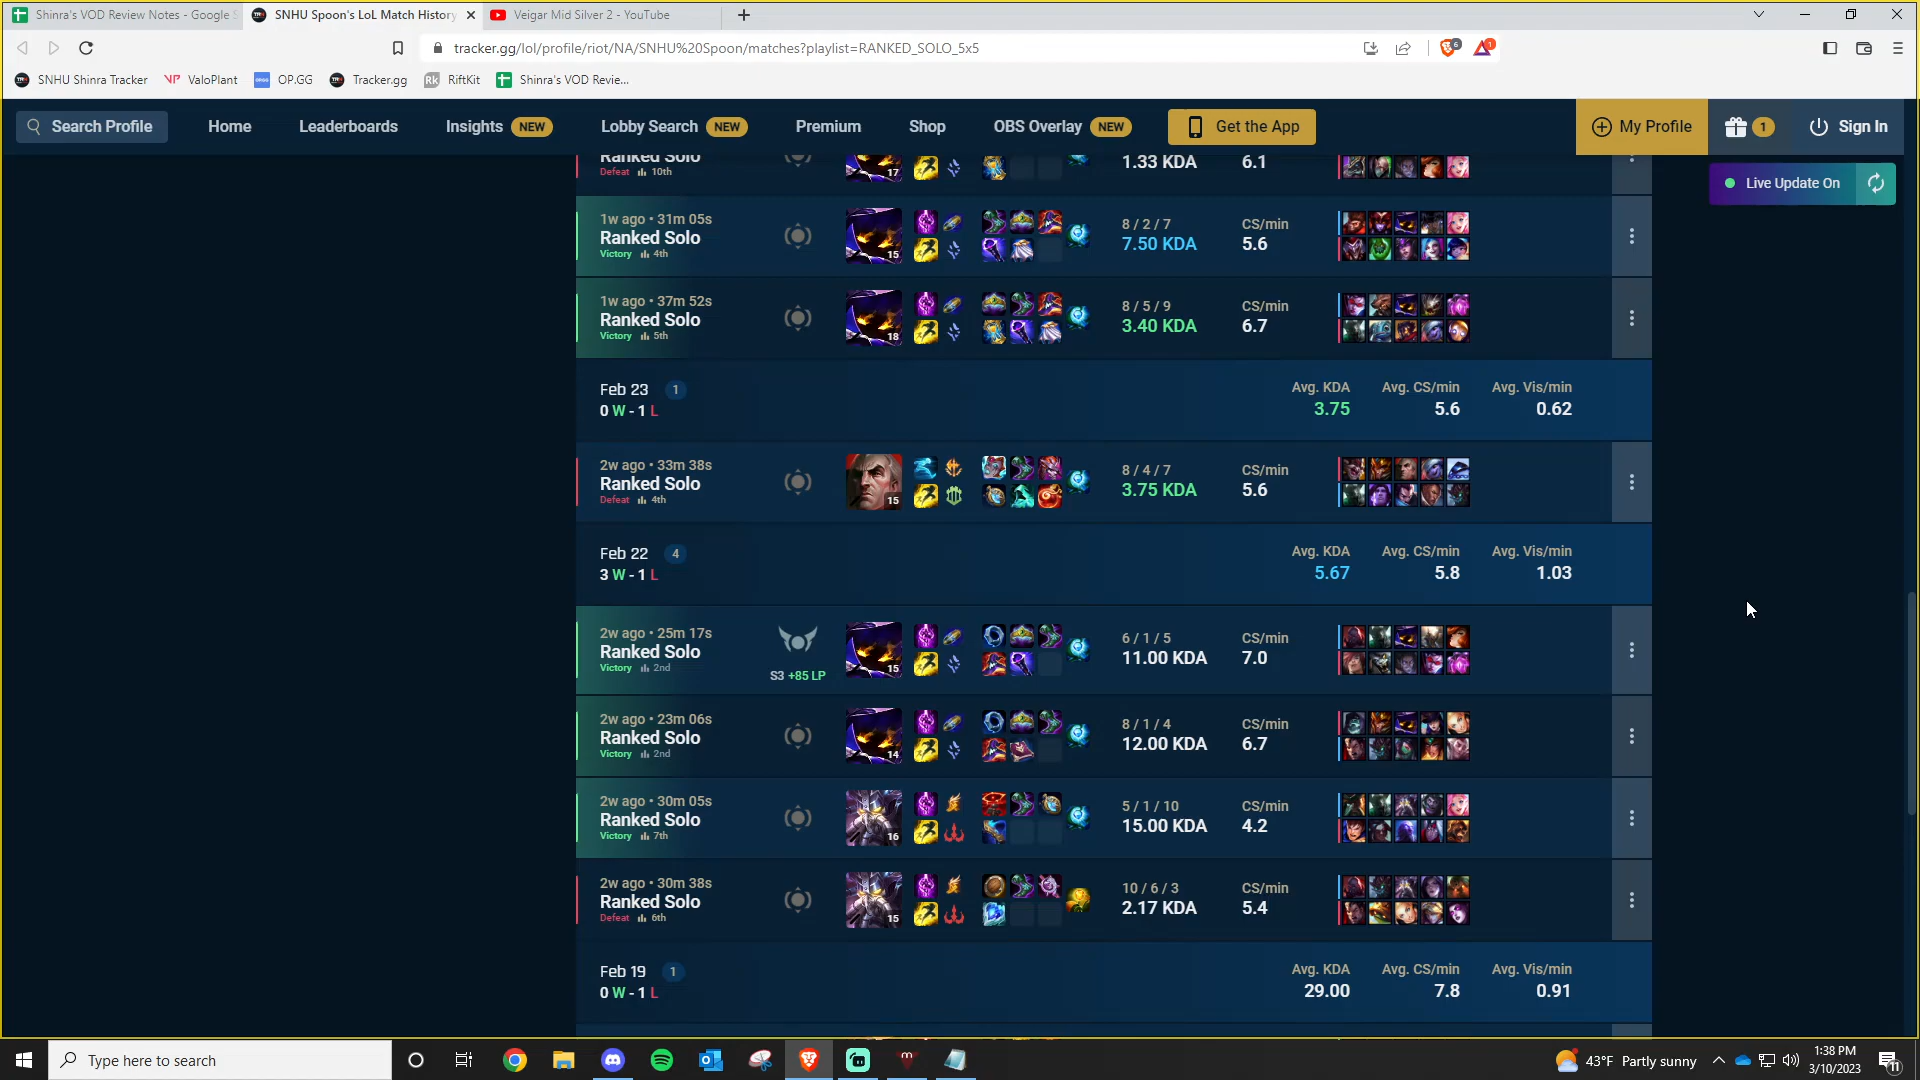 Shinra's VOD Review Notes - Google S
SNHU Spoon's LoL Match History
Veigar Mid Silver 2 - YouTube
tracker.gg/lol/profile/riot/NA/SNHU%20Spoon/matches?playlist=RANKED_SOLO_5x5
6
1
SNHU Shinra Tracker
ValoPlant
OP.GG
Tracker.gg
RiftKit
Shinra's VOD Revie...
Search Profile
Home
Leaderboards
Insights NEW
Lobby Search NEW
Premium
Shop
OBS Overlay NEW
Get the App
My Profile
1
Sign In
Live Update On
Ranked Solo
Defeat 10th
17
1.33 KDA
6.1
1w ago • 31m 05s
Ranked Solo
Victory 4th
15
8 / 2 / 7
7.50 KDA
CS/min
5.6
1w ago • 37m 52s
Ranked Solo
Victory 5th
18
8 / 5 / 9
3.40 KDA
CS/min
6.7
Feb 23 1
0 W - 1 L
Avg. KDA
3.75
Avg. CS/min
5.6
Avg. Vis/min
0.62
2w ago • 33m 38s
Ranked Solo
Defeat 4th
15
8 / 4 / 7
3.75 KDA
CS/min
5.6
Feb 22 4
3 W - 1 L
Avg. KDA
5.67
Avg. CS/min
5.8
Avg. Vis/min
1.03
2w ago • 25m 17s
Ranked Solo
Victory 2nd
S3 +85 LP
15
6 / 1 / 5
11.00 KDA
CS/min
7.0
2w ago • 23m 06s
Ranked Solo
Victory 2nd
14
8 / 1 / 4
12.00 KDA
CS/min
6.7
2w ago • 30m 05s
Ranked Solo
Victory 7th
16
5 / 1 / 10
15.00 KDA
CS/min
4.2
2w ago • 30m 38s
Ranked Solo
Defeat 6th
15
10 / 6 / 3
2.17 KDA
CS/min
5.4
Feb 19 1
0 W - 1 L
Avg. KDA
29.00
Avg. CS/min
7.8
Avg. Vis/min
0.91
Type here to search
43°F Partly sunny
1:38 PM
3/10/2023
11